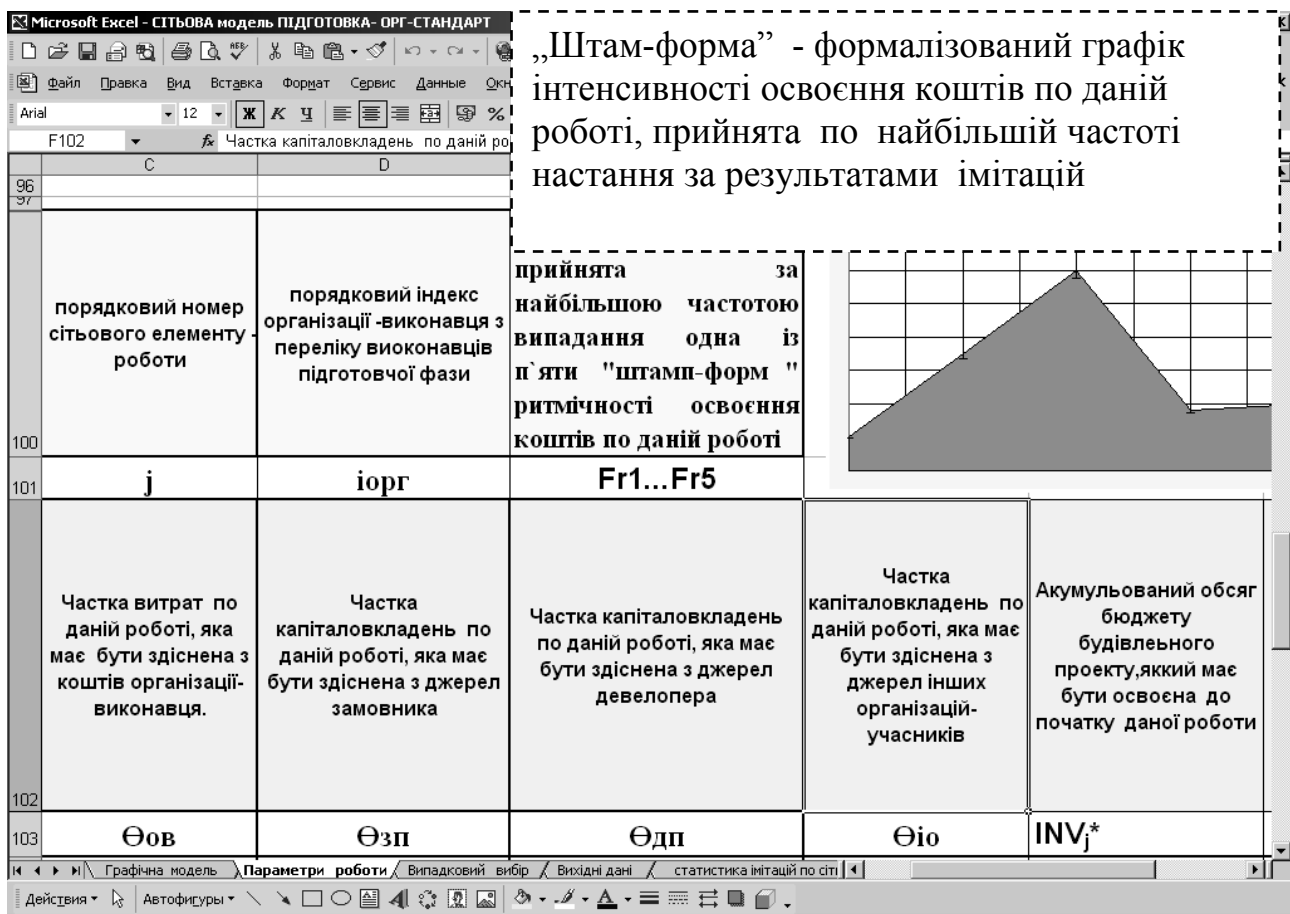 Microsoft Excel - СІТЬОВА модель ПІДГОТОВКА- ОРГ-СТАНДАРТ
„Штам-форма” - формалізований графік
інтенсивності освоєння коштів по даній
роботі, прийнята по найбільшій частоті
настання за результатами імітацій
Файл Правка Вид Вставка Формат Сервис Данные
Arial 12 Ж К Ч %
F102 fx Частка капіталовкладень по даній
C D
96
97
порядковий номер
сітьового елементу -
роботи
порядковий індекс
організації -виконавця з
переліку виоконавців
підготовчої фази
прийнята за
найбільшою частотою
випадання одна із
п`яти "штамп-форм "
ритмічності освоєння
коштів по даній роботі
100
101 j іорг Fr1...Fr5
Частка витрат по
даній роботі, яка
має бути здіснена з
коштів організації-
виконавця.
Частка
капіталовкладень по
даній роботі, яка має
бути здіснена з джерел
замовника
Частка капіталовкладень
по даній роботі, яка має
бути здіснена з джерел
девелопера
Частка
капіталовкладень по
даній роботі, яка має
бути здіснена з
джерел інших
організацій-
учасників
Акумульований обсяг
бюджету
будівлеьного
проекту,яккий має
бути освоєна до
початку даної роботи
102
103 Өов Өзп Өдп Өіо INVj*
Графічна модель Параметри роботи Випадковий вибір Вихідні дані статистика імітацій по сіті
Действия Автофигуры